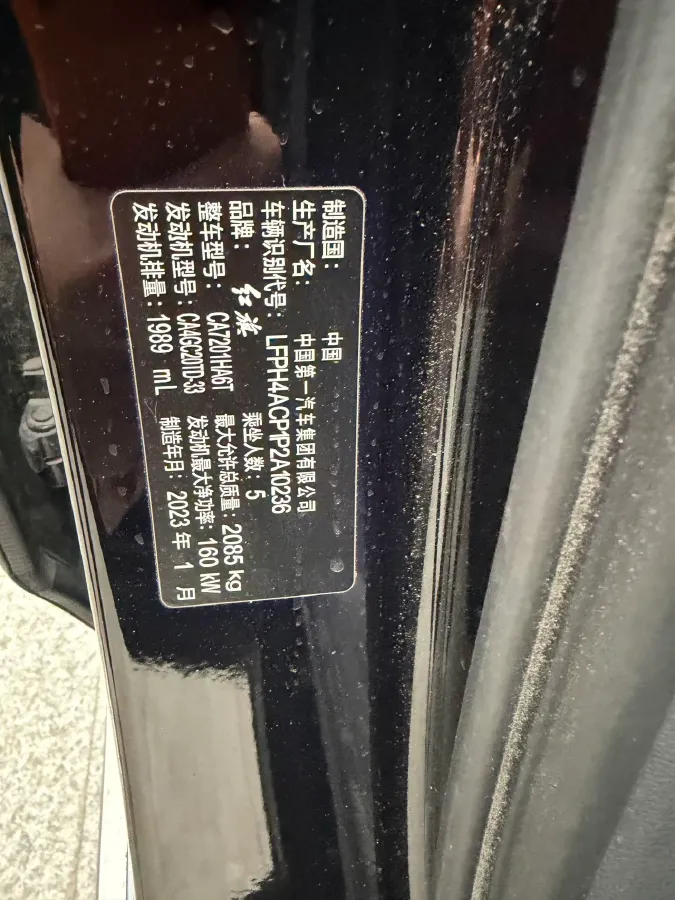 制造国： 中国
生产厂名： 中国第一汽车集团有限公司
车辆识别代号： LFPH4ACP1P2A10236
品牌： 红旗 乘坐人数： 5
整车型号： CA7201HA6T 最大允许总质量： 2085 kg
发动机型号： CA4GC20TD-33 发动机最大净功率： 160 kW
发动机排量： 1989 mL 制造年月： 2023 年 1 月